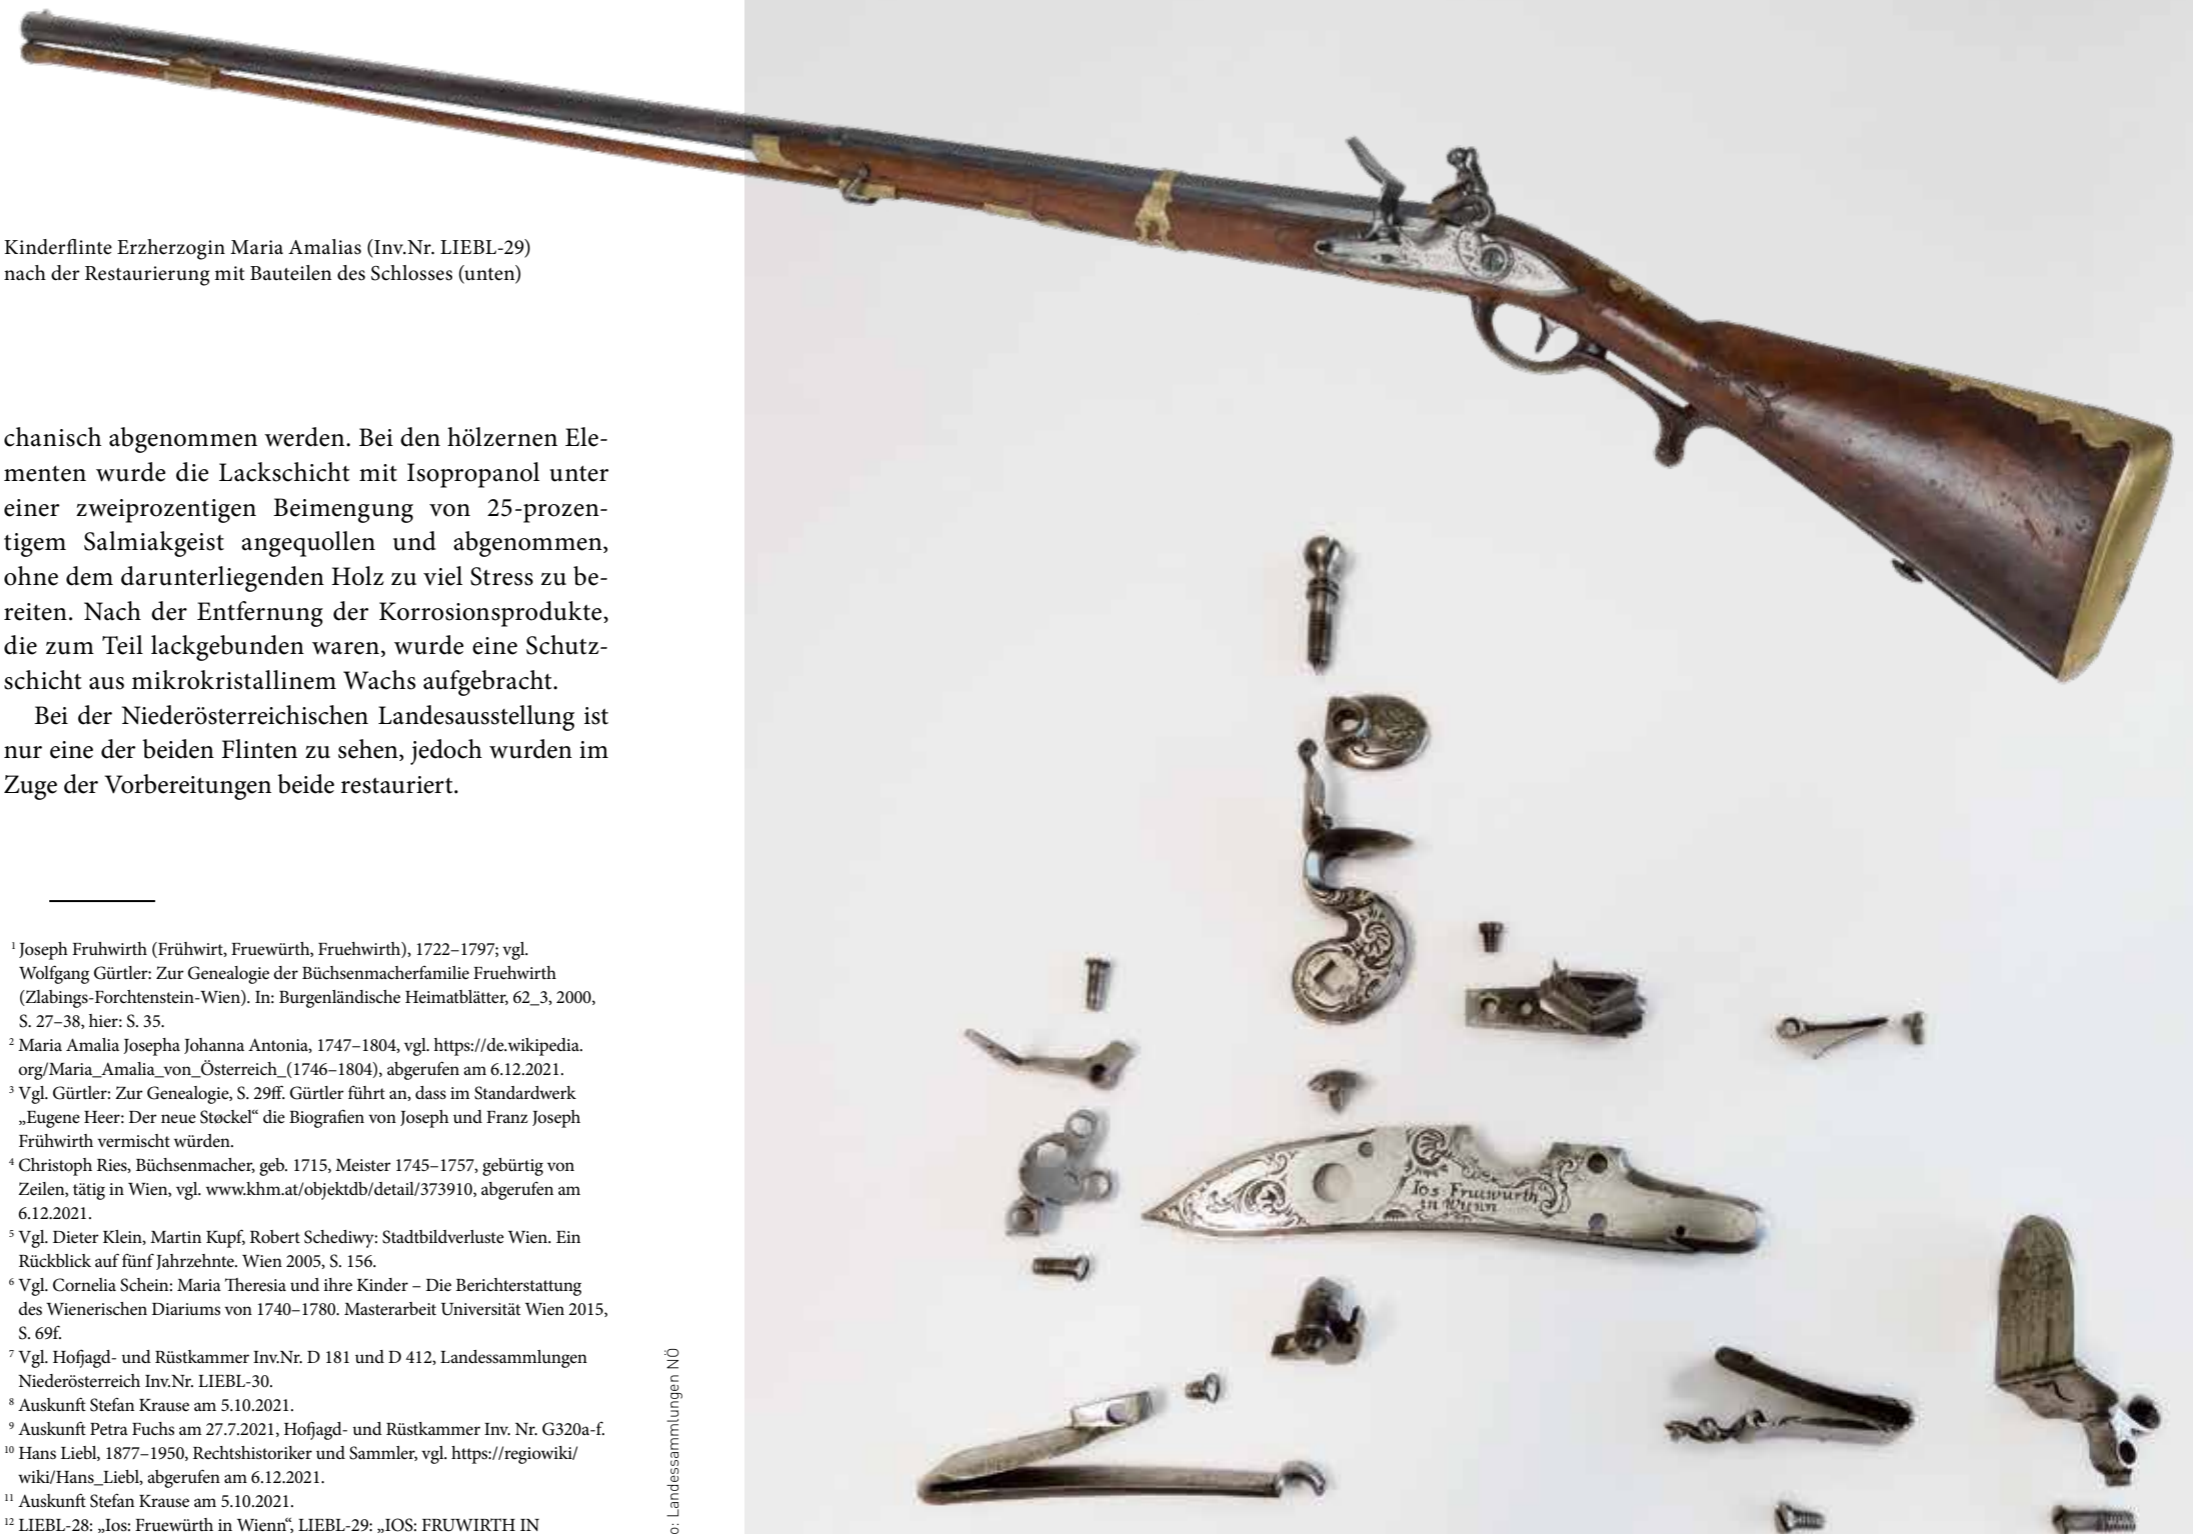 Kinderflinte Erzherzogin Maria Amalias (Inv.Nr. LIEBL-29)
nach der Restaurierung mit Bauteilen des Schlosses (unten)
chanisch abgenommen werden. Bei den hölzernen Ele-
menten wurde die Lackschicht mit Isopropanol unter
einer zweiprozentigen Beimengung von 25-prozen-
tigem Salmiakgeist angequollen und abgenommen,
ohne dem darunterliegenden Holz zu viel Stress zu be-
reiten. Nach der Entfernung der Korrosionsprodukte,
die zum Teil lackgebunden waren, wurde eine Schutz-
schicht aus mikrokristallinem Wachs aufgebracht.
Bei der Niederösterreichischen Landesausstellung ist
nur eine der beiden Flinten zu sehen, jedoch wurden im
Zuge der Vorbereitungen beide restauriert.
1 Joseph Fruhwirth (Frühwirt, Fruewürth, Fruehwirth), 1722–1797; vgl.
Wolfgang Gürtler: Zur Genealogie der Büchsenmacherfamilie Fruehwirth
(Zlabings-Forchtenstein-Wien). In: Burgenländische Heimatblätter, 62_3, 2000,
S. 27–38, hier: S. 35.
2 Maria Amalia Josepha Johanna Antonia, 1747–1804, vgl. https://de.wikipedia.
org/Maria_Amalia_von_Österreich_(1746–1804), abgerufen am 6.12.2021.
3 Vgl. Gürtler: Zur Genealogie, S. 29ff. Gürtler führt an, dass im Standardwerk
„Eugene Heer: Der neue Støckel“ die Biografien von Joseph und Franz Joseph
Frühwirth vermischt würden.
4 Christoph Ries, Büchsenmacher, geb. 1715, Meister 1745–1757, gebürtig von
Zeilen, tätig in Wien, vgl. www.khm.at/objektdb/detail/373910, abgerufen am
6.12.2021.
5 Vgl. Dieter Klein, Martin Kupf, Robert Schediwy: Stadtbildverluste Wien. Ein
Rückblick auf fünf Jahrzehnte. Wien 2005, S. 156.
6 Vgl. Cornelia Schein: Maria Theresia und ihre Kinder – Die Berichterstattung
des Wienerischen Diariums von 1740–1780. Masterarbeit Universität Wien 2015,
S. 69f.
7 Vgl. Hofjagd- und Rüstkammer Inv.Nr. D 181 und D 412, Landessammlungen
Niederösterreich Inv.Nr. LIEBL-30.
8 Auskunft Stefan Krause am 5.10.2021.
9 Auskunft Petra Fuchs am 27.7.2021, Hofjagd- und Rüstkammer Inv. Nr. G320a-f.
10 Hans Liebl, 1877–1950, Rechtshistoriker und Sammler, vgl. https://regiowiki/
wiki/Hans_Liebl, abgerufen am 6.12.2021.
11 Auskunft Stefan Krause am 5.10.2021.
12 LIEBL-28: „Ios: Fruewürth in Wienn“, LIEBL-29: „IOS: FRUWIRTH IN
o: Landessammlungen NÖ
Ios Fruewurth
in Wienn